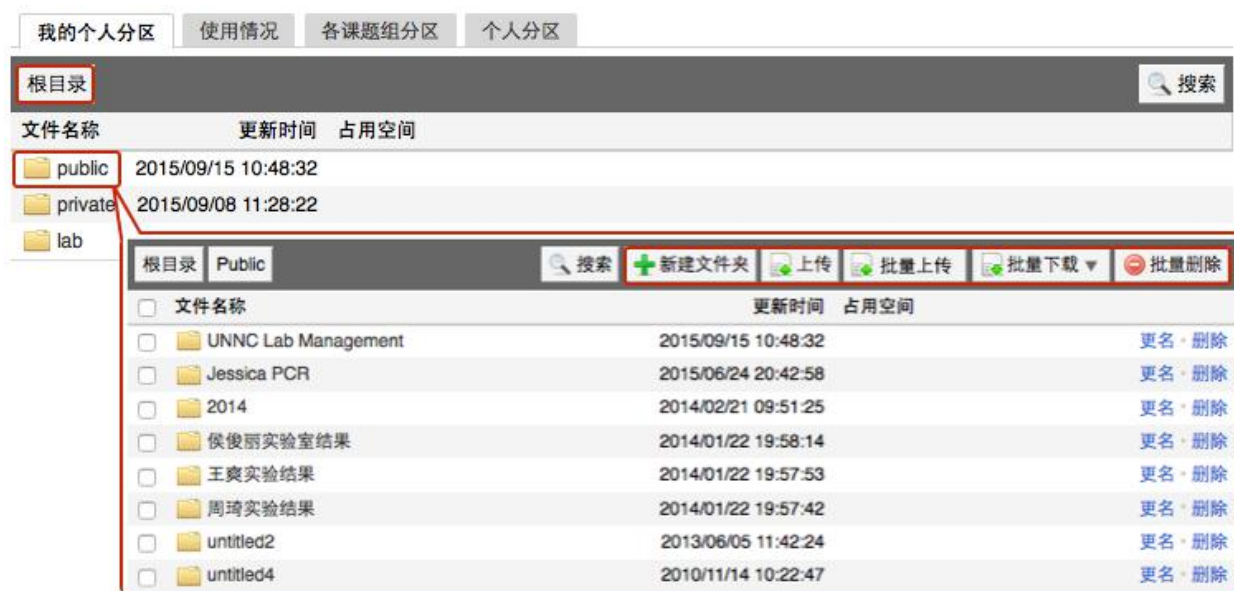 我的个人分区 使用情况 各课题组分区 个人分区
根目录 搜索
文件名称 更新时间 占用空间
public 2015/09/15 10:48:32
private 2015/09/08 11:28:22
lab
根目录 Public 搜索 新建文件夹 上传 批量上传 批量下载 批量删除
文件名称 更新时间 占用空间
UNNC Lab Management 2015/09/15 10:48:32 更名 删除
Jessica PCR 2015/06/24 20:42:58 更名 删除
2014 2014/02/21 09:51:25 更名 删除
侯俊丽实验室结果 2014/01/22 19:58:14 更名 删除
王爽实验结果 2014/01/22 19:57:53 更名 删除
周琦实验结果 2014/01/22 19:57:42 更名 删除
untitled2 2013/06/05 11:42:24 更名 删除
untitled4 2010/11/14 10:22:47 更名 删除